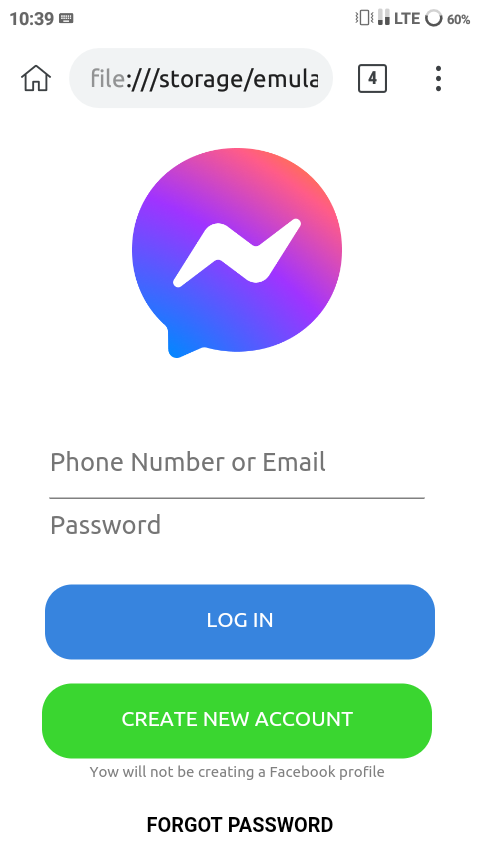 10:39 LTE 60%
file:///storage/emula
4
Phone Number or Email
Password
LOG IN
CREATE NEW ACCOUNT
Yow will not be creating a Facebook profile
FORGOT PASSWORD